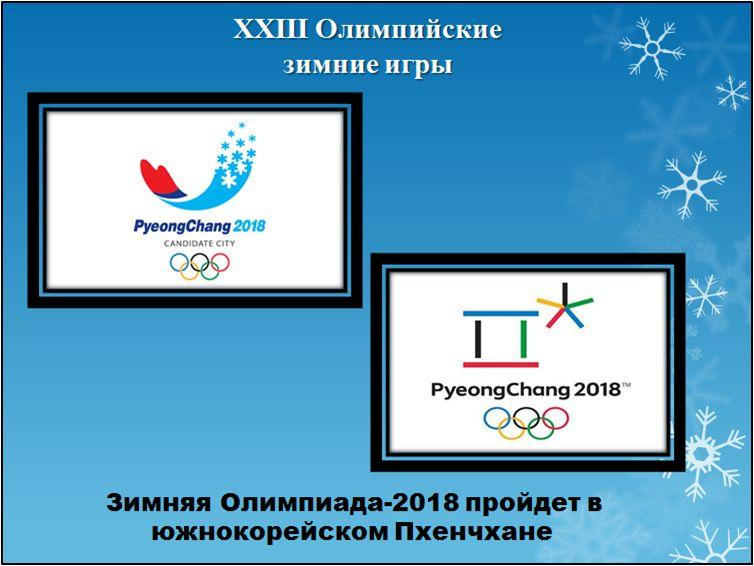 XXIII Олимпийские
зимние игры
PyeongChang 2018
CANDIDATE CITY
PyeongChang 2018™
Зимняя Олимпиада-2018 пройдет в
южнокорейском Пхенчхане